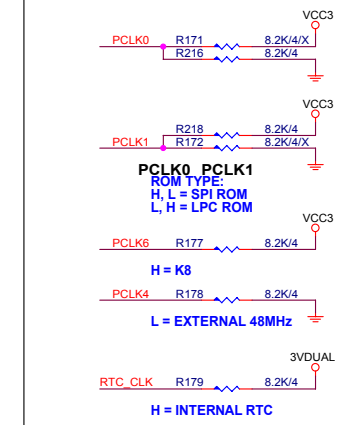 VCC3
PCLK0 R171 8.2K/4/X
R216 8.2K/4
VCC3
R218 8.2K/4
PCLK1 R172 8.2K/4/X
PCLK0 PCLK1
ROM TYPE:
H, L = SPI ROM
L, H = LPC ROM
VCC3
PCLK6 R177 8.2K/4
H = K8
PCLK4 R178 8.2K/4
L = EXTERNAL 48MHz
3VDUAL
RTC_CLK R179 8.2K/4
H = INTERNAL RTC